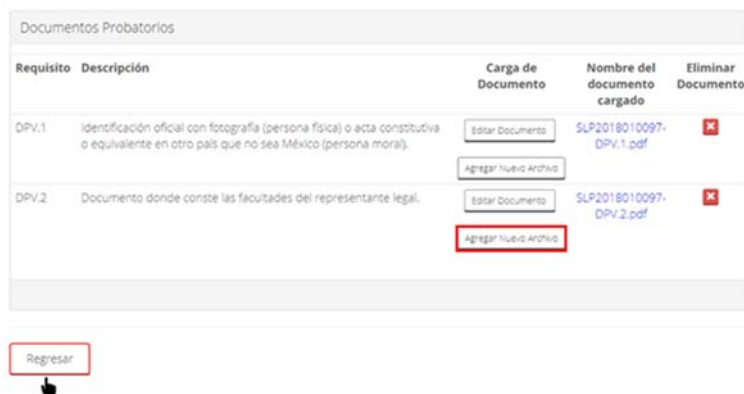 Documentos Probatorios
Requisito Descripción Carga de Documento Nombre del documento cargado Eliminar Documento
DPV.1 Identificación oficial con fotografía (persona física) o acta constitutiva o equivalente en otro país que no sea México (persona moral). Editar Documento SLP2018010097-DPV.1.pdf
Agregar Nuevo Archivo
DPV.2 Documento donde conste las facultades del representante legal. Editar Documento SLP2018010097-DPV.2.pdf
Agregar Nuevo Archivo
Regresar